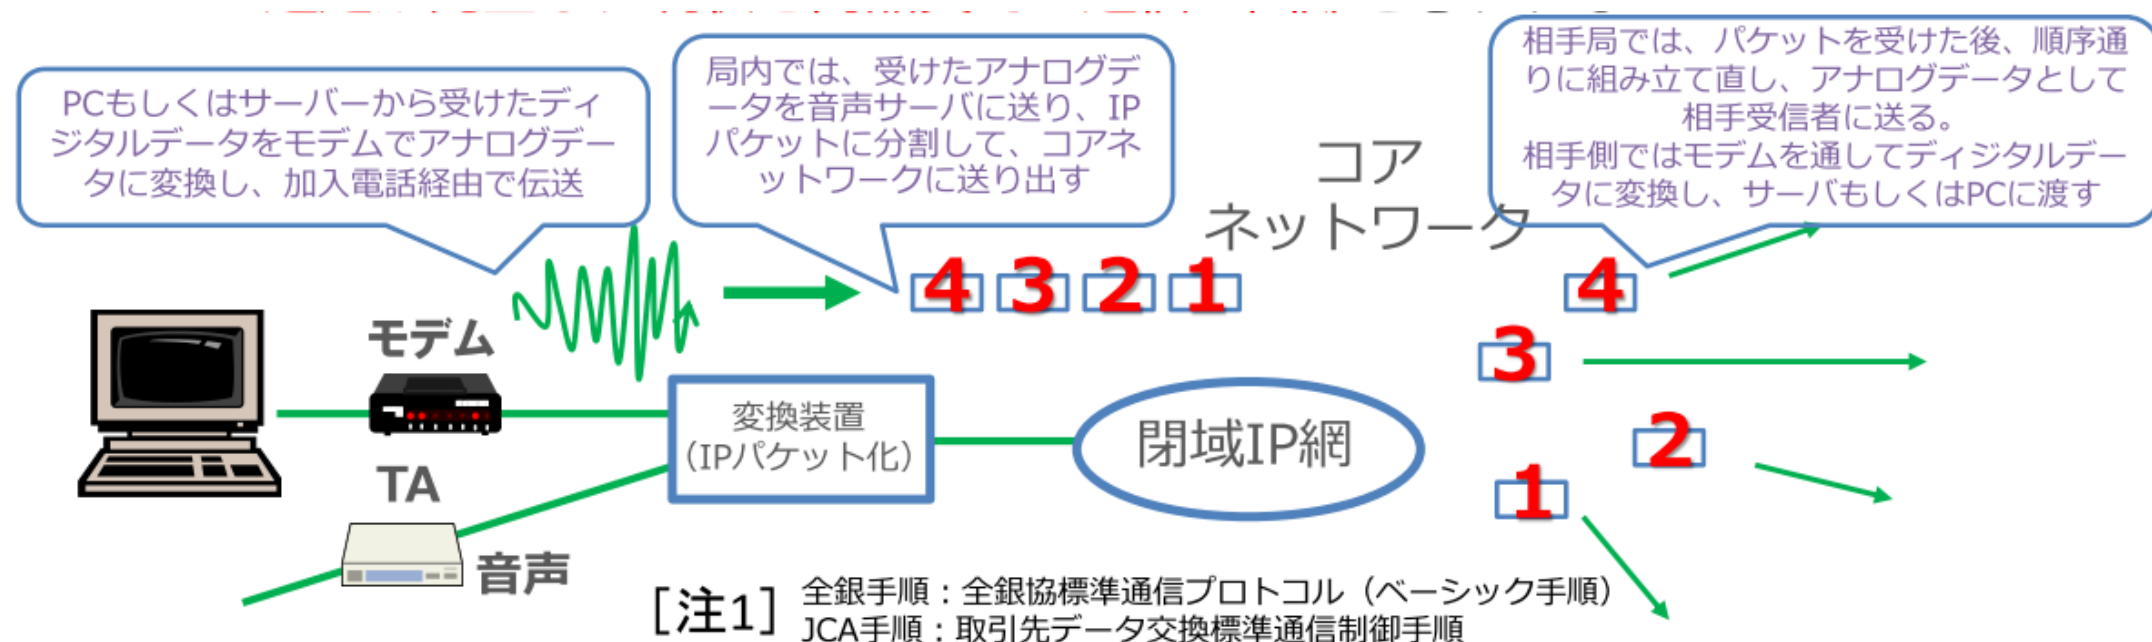 PCもしくはサーバーから受けたディ
ジタルデータをモデムでアナログデー
タに変換し、加入電話経由で伝送
局内では、受けたアナログデ
ータを音声サーバに送り、IP
パケットに分割して、コアネ
ットワークに送り出す
相手局では、パケットを受けた後、順序通
りに組み立て直し、アナログデータとして
相手受信者に送る。
相手側ではモデムを通してディジタルデー
タに変換し、サーバもしくはPCに渡す
コア
ネットワーク
4 3 2 1
4
3
2
1
モデム
変換装置
（IPパケット化）
閉域IP網
TA
音声
［注1］
全銀手順：全銀協標準通信プロトコル（ベーシック手順）
JCA手順：取引先データ交換標準通信制御手順